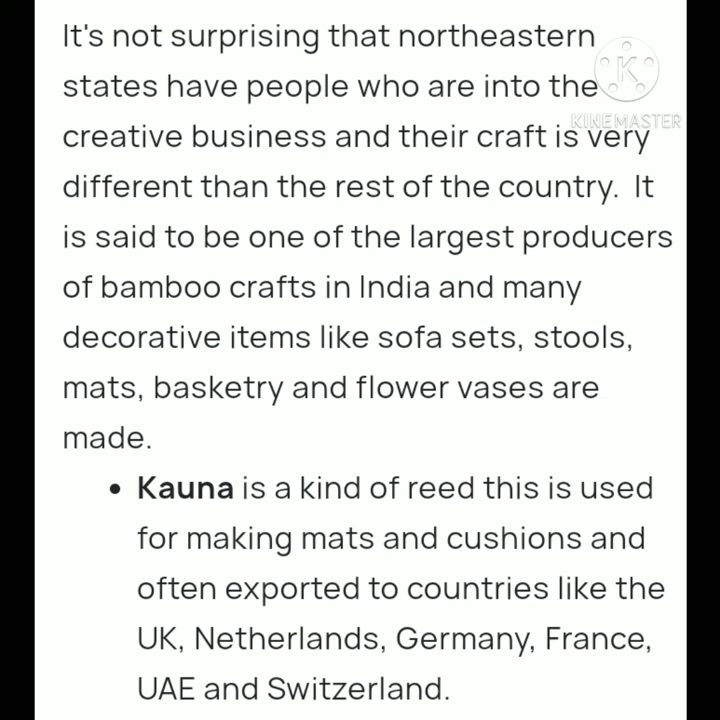 It's not surprising that northeastern
states have people who are into the
K
KINEMASTER
creative business and their craft is very
different than the rest of the country. It
is said to be one of the largest producers
of bamboo crafts in India and many
decorative items like sofa sets, stools,
mats, basketry and flower vases are
made.
• Kauna is a kind of reed this is used
for making mats and cushions and
often exported to countries like the
UK, Netherlands, Germany, France,
UAE and Switzerland.